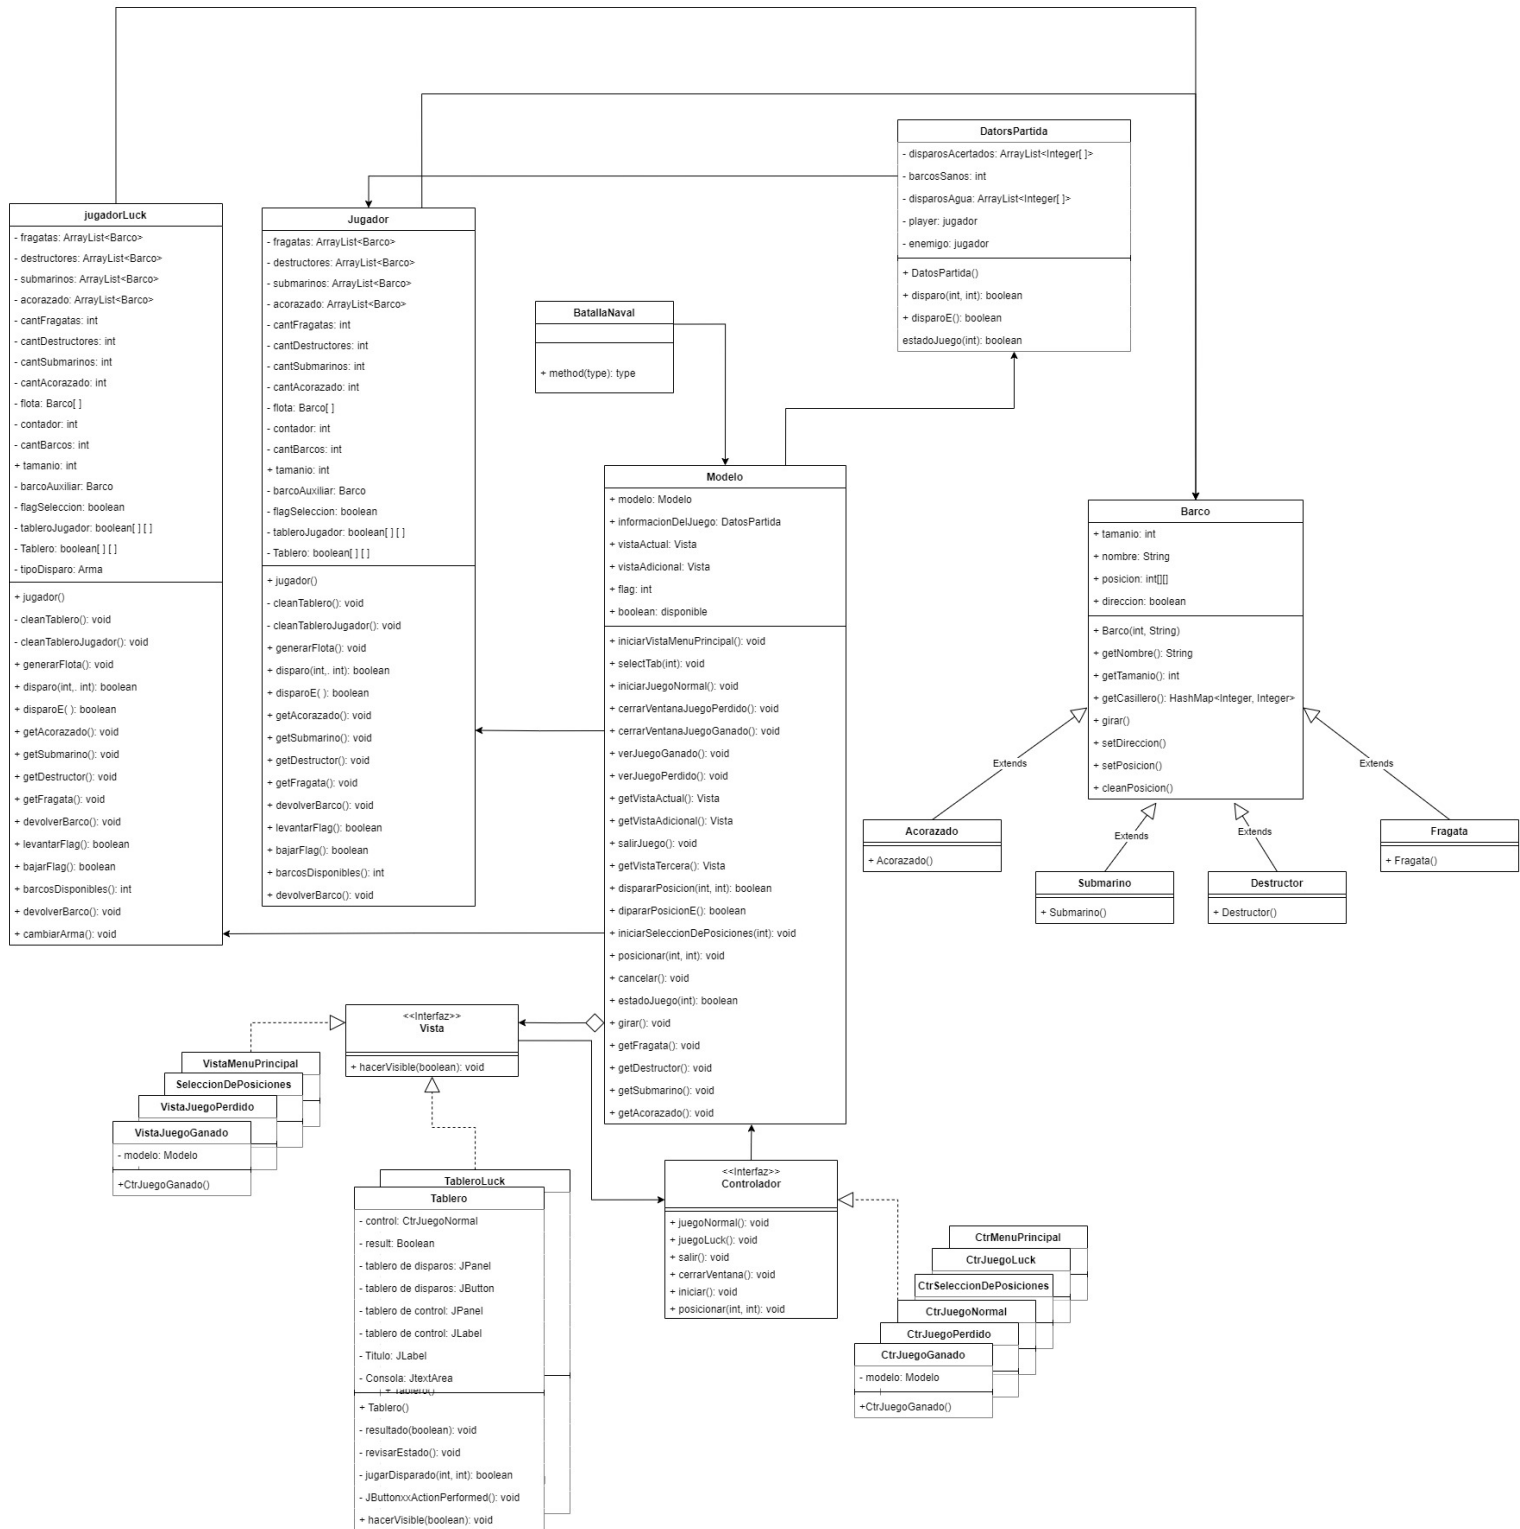 DatorsPartida
- disparosAcertados: ArrayList<Integer[ ]>
- barcosSanos: int
- disparosAgua: ArrayList<Integer[ ]>
- player: jugador
- enemigo: jugador
+ DatosPartida()
+ disparo(int, int): boolean
+ disparoE(): boolean
estadoJuego(int): boolean
jugadorLuck
- fragatas: ArrayList<Barco>
- destructores: ArrayList<Barco>
- submarinos: ArrayList<Barco>
- acorazado: ArrayList<Barco>
- cantFragatas: int
- cantDestructores: int
- cantSubmarinos: int
- cantAcorazado: int
- flota: Barco[ ]
- contador: int
- cantBarcos: int
+ tamanio: int
- barcoAuxiliar: Barco
- flagSeleccion: boolean
- tableroJugador: boolean[ ] [ ]
- Tablero: boolean[ ] [ ]
- tipoDisparo: Arma
+ jugador()
- cleanTablero(): void
- cleanTableroJugador(): void
+ generarFlota(): void
+ disparo(int,. int): boolean
+ disparoE( ): boolean
+ getAcorazado(): void
+ getSubmarino(): void
+ getDestructor(): void
+ getFragata(): void
+ devolverBarco(): void
+ levantarFlag(): boolean
+ bajarFlag(): boolean
+ barcosDisponibles(): int
+ devolverBarco(): void
+ cambiarArma(): void
Jugador
- fragatas: ArrayList<Barco>
- destructores: ArrayList<Barco>
- submarinos: ArrayList<Barco>
- acorazado: ArrayList<Barco>
- cantFragatas: int
- cantDestructores: int
- cantSubmarinos: int
- cantAcorazado: int
- flota: Barco[ ]
- contador: int
- cantBarcos: int
+ tamanio: int
- barcoAuxiliar: Barco
- flagSeleccion: boolean
- tableroJugador: boolean[ ] [ ]
- Tablero: boolean[ ] [ ]
+ jugador()
- cleanTablero(): void
- cleanTableroJugador(): void
+ generarFlota(): void
+ disparo(int,. int): boolean
+ disparoE( ): boolean
+ getAcorazado(): void
+ getSubmarino(): void
+ getDestructor(): void
+ getFragata(): void
+ devolverBarco(): void
+ levantarFlag(): boolean
+ bajarFlag(): boolean
+ barcosDisponibles(): int
+ devolverBarco(): void
BatallaNaval
+ method(type): type
Modelo
+ modelo: Modelo
+ informacionDelJuego: DatosPartida
+ vistaActual: Vista
+ vistaAdicional: Vista
+ flag: int
+ boolean: disponible
+ iniciarVistaMenuPrincipal(): void
+ selectTab(int): void
+ iniciarJuegoNormal(): void
+ cerrarVentanaJuegoPerdido(): void
+ cerrarVentanaJuegoGanado(): void
+ verJuegoGanado(): void
+ verJuegoPerdido(): void
+ getVistaActual(): Vista
+ getVistaAdicional(): Vista
+ salirJuego(): void
+ getVistaTercera(): Vista
+ dispararPosicion(int, int): boolean
+ dipararPosicionE(): boolean
+ iniciarSeleccionDePosiciones(int): void
+ posicionar(int, int): void
+ cancelar(): void
+ estadoJuego(int): boolean
+ girar(): void
+ getFragata(): void
+ getDestructor(): void
+ getSubmarino(): void
+ getAcorazado(): void
Barco
+ tamanio: int
+ nombre: String
+ posicion: int[][]
+ direccion: boolean
+ Barco(int, String)
+ getNombre(): String
+ getTamanio(): int
+ getCasillero(): HashMap<Integer, Integer>
+ girar()
+ setDireccion()
+ setPosicion()
+ cleanPosicion()
Extends
Extends
Extends
Extends
Acorazado
+ Acorazado()
Submarino
+ Submarino()
Destructor
+ Destructor()
Fragata
+ Fragata()
<<Interfaz>>
Vista
+ hacerVisible(boolean): void
VistaMenuPrincipal
SeleccionDePosiciones
VistaJuegoPerdido
VistaJuegoGanado
- modelo: Modelo
+CtrJuegoGanado()
TableroLuck
Tablero
- control: CtrJuegoNormal
- result: Boolean
- tablero de disparos: JPanel
- tablero de disparos: JButton
- tablero de control: JPanel
- tablero de control: JLabel
- Titulo: JLabel
- Consola: JtextArea
+ Tablero()
+ Tablero()
- resultado(boolean): void
- revisarEstado(): void
- jugarDisparado(int, int): boolean
- JButtonxxActionPerformed(): void
+ hacerVisible(boolean): void
<<Interfaz>>
Controlador
+ juegoNormal(): void
+ juegoLuck(): void
+ salir(): void
+ cerrarVentana(): void
+ iniciar(): void
+ posicionar(int, int): void
CtrMenuPrincipal
CtrJuegoLuck
CtrSeleccionDePosiciones
CtrJuegoNormal
CtrJuegoPerdido
CtrJuegoGanado
- modelo: Modelo
+CtrJuegoGanado()